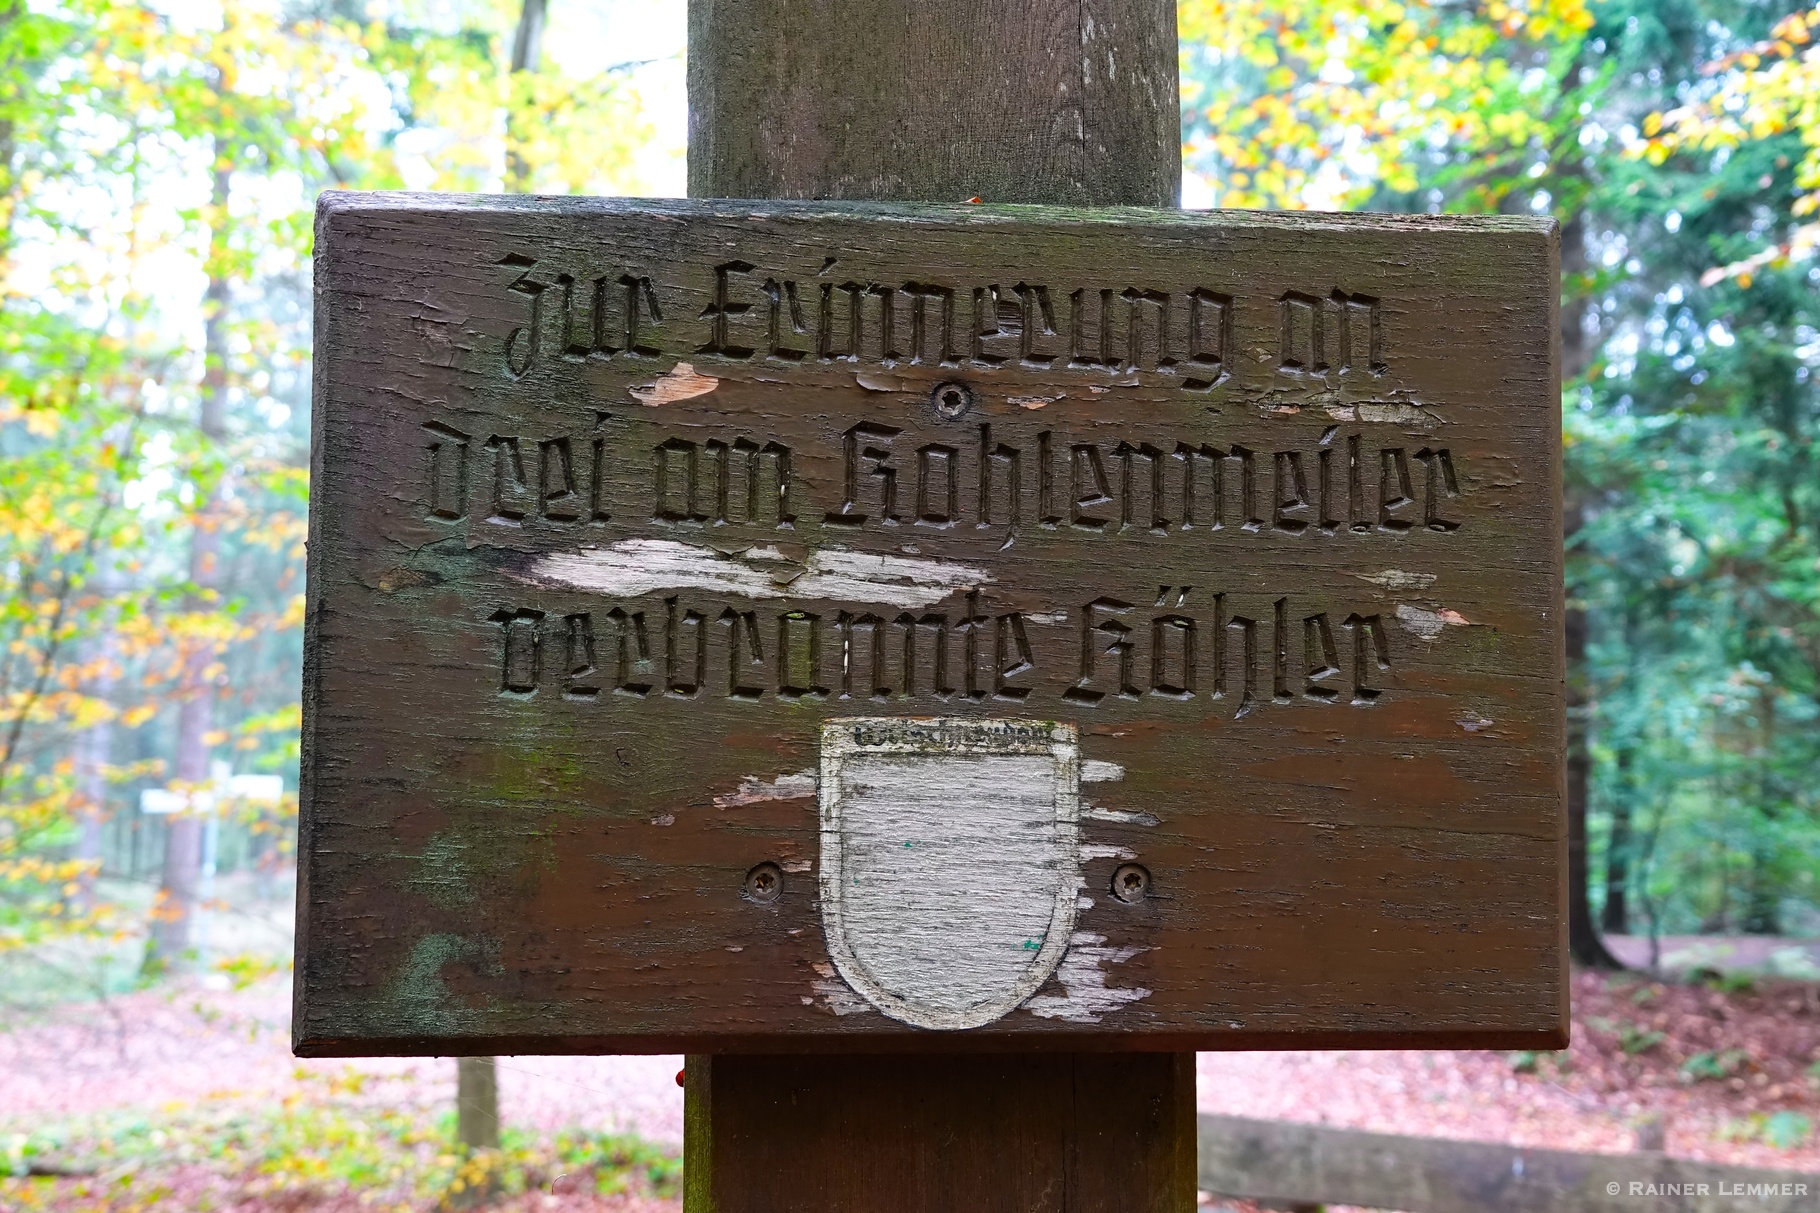 Zur Erinnerung an
drei am Kohlenmeiler
verbrannte Köhler
© Rainer Lemmer